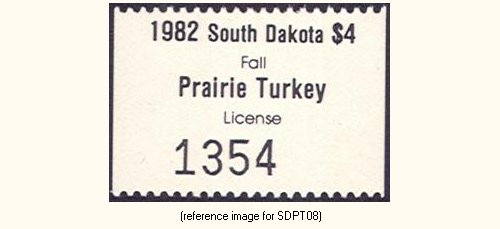 1982 South Dakota $4
Fall
Prairie Turkey
License
1354
(reference image for SDPT08)